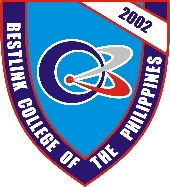 2002
BESTLINK COLLEGE OF THE PHILIPPINES